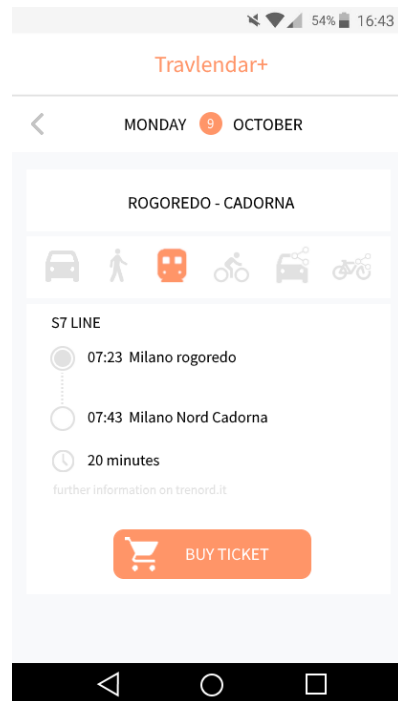 54% 16:43
Travlendar+
MONDAY 9 OCTOBER
ROGOREDO - CADORNA
S7 LINE
07:23 Milano rogoredo
07:43 Milano Nord Cadorna
20 minutes
further information on trenord.it
BUY TICKET